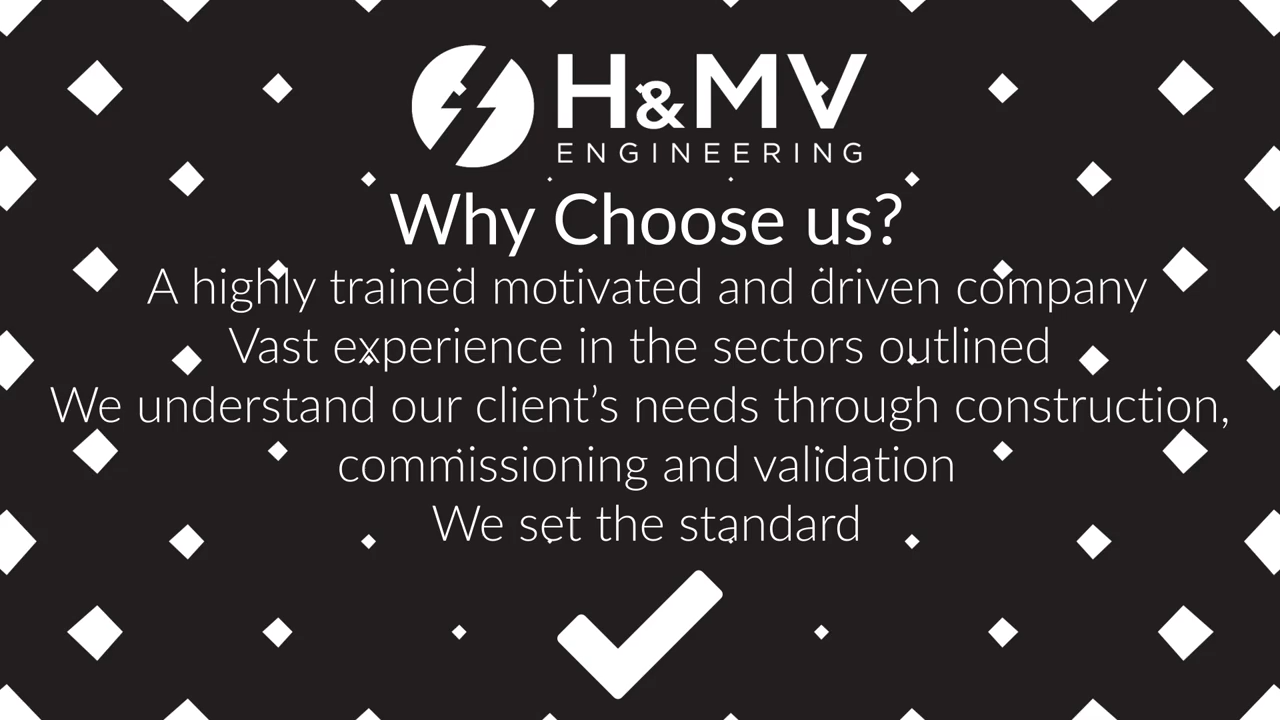 H&MV
ENGINEERING
Why Choose us?
A highly trained motivated and driven company
Vast experience in the sectors outlined
We understand our client’s needs through construction,
commissioning and validation
We set the standard